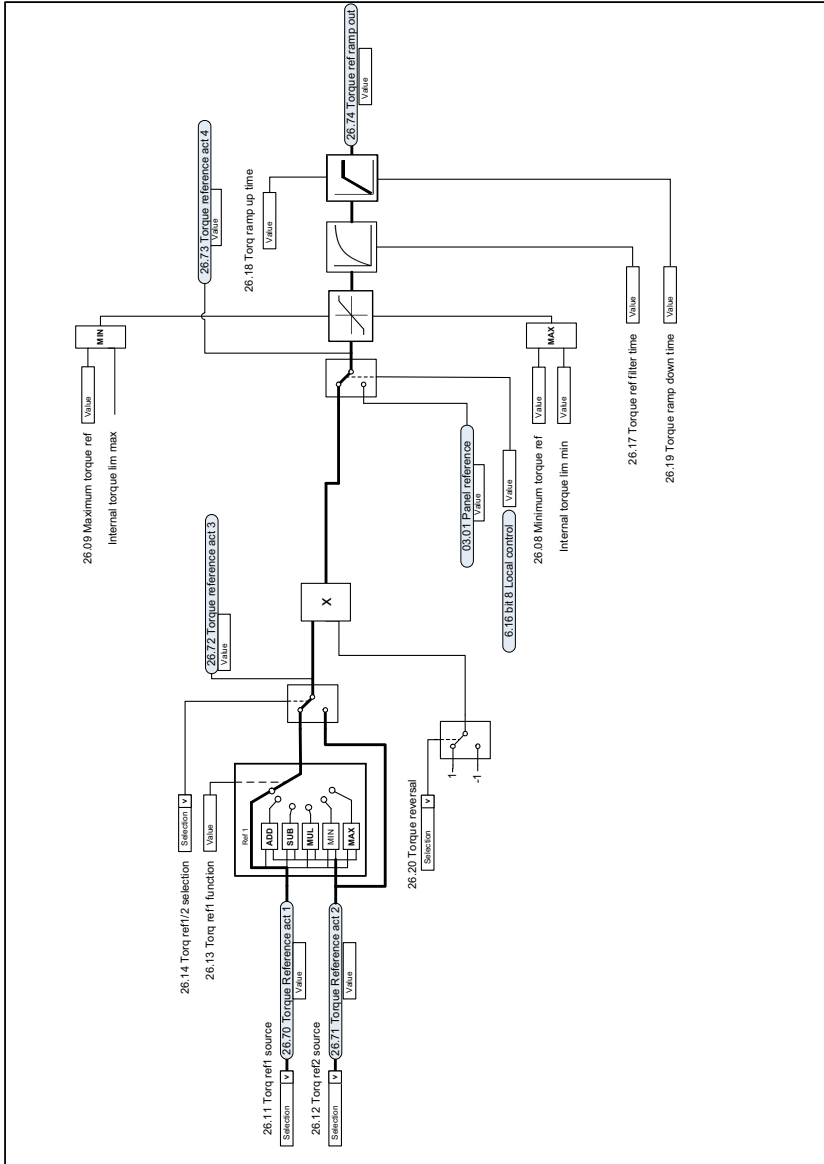 26.11 Torq ref1 source
Selection v
26.70 Torque Reference act 1
Value
26.12 Torq ref2 source
Selection v
26.71 Torque Reference act 2
Value
26.14 Torq ref1/2 selection
Selection v
26.13 Torq ref1 function
Value
Ref 1
ADD
SUB
MUL
MIN
MAX
26.72 Torque reference act 3
Value
26.20 Torque reversal
Selection v
1
-1
X
03.01 Panel reference
Value
6.16 bit 8 Local control
Value
26.73 Torque reference act 4
Value
26.09 Maximum torque ref
Value
Internal torque lim max
MIN
26.08 Minimum torque ref
Value
Internal torque lim min
Value
MAX
26.18 Torq ramp up time
Value
26.17 Torque ref filter time
Value
26.19 Torque ramp down time
Value
26.74 Torque ref ramp out
Value